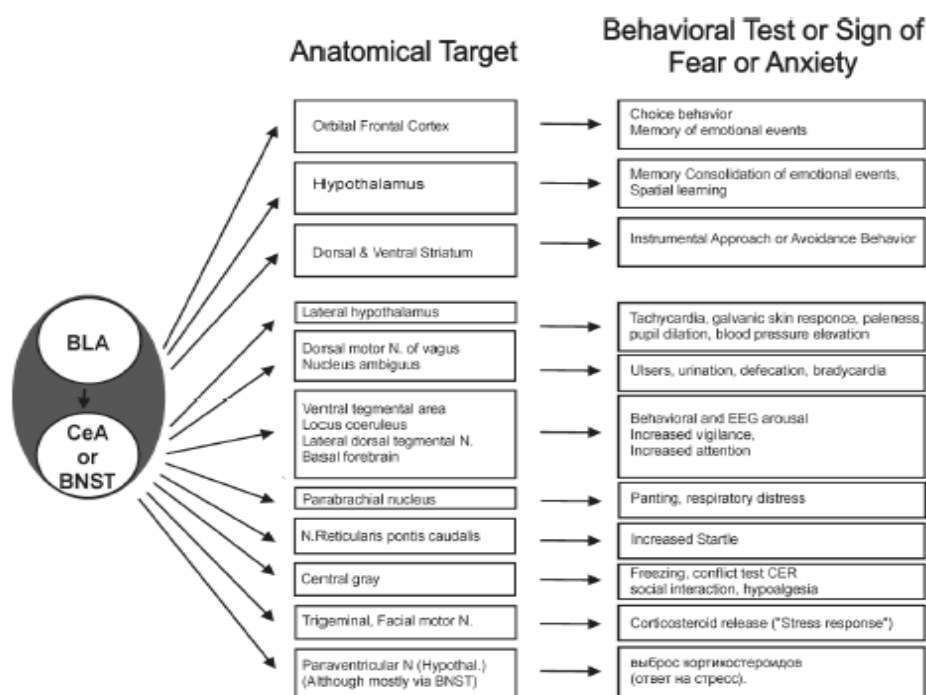 Anatomical Target
Behavioral Test or Sign of
Fear or Anxiety
BLA
CeA
or
BNST
Orbital Frontal Cortex
Choice behavior
Memory of emotional events
Hypothalamus
Memory Consolidation of emotional events,
Spatial learning
Dorsal & Ventral Striatum
Instrumental Approach or Avoidance Behavior
Lateral hypothalamus
Tachycardia, galvanic skin responce, paleness,
pupil dilation, blood pressure elevation
Dorsal motor N. of vagus
Nucleus ambiguus
Ulsers, urination, defecation, bradycardia
Ventral tegmental area
Locus coeruleus
Lateral dorsal tegmental N.
Basal forebrain
Behavioral and EEG arousal
Increased vigilance,
Increased attention
Parrabrachial nucleus
Panting, respiratory distress
N.Reticularis pontis caudalis
Increased Startle
Central gray
Freezing, conflict test CER
social interaction, hypoalgesia
Trigeminal, Facial motor N.
Corticosteroid release ("Stress response")
Paraventricular N (Hypothal.)
(Although mostly via BNST)
выброс кортикостероидов
(ответ на стресс).